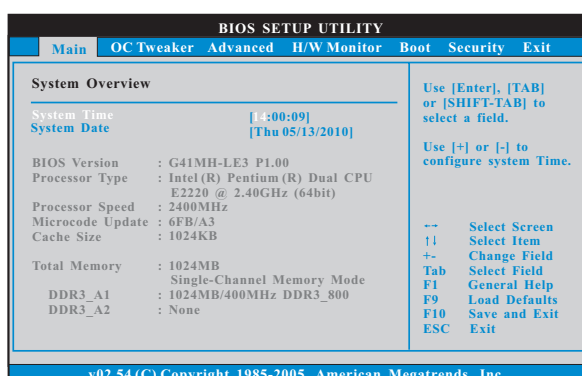 BIOS SETUP UTILITY
Main OC Tweaker Advanced H/W Monitor Boot Security Exit
System Overview
System Time [14:00:09]
System Date [Thu 05/13/2010]
BIOS Version : G41MH-LE3 P1.00
Processor Type : Intel (R) Pentium (R) Dual CPU
E2220 @ 2.40GHz (64bit)
Processor Speed : 2400MHz
Microcode Update : 6FB/A3
Cache Size : 1024KB
Total Memory : 1024MB
Single-Channel Memory Mode
DDR3_A1 : 1024MB/400MHz DDR3_800
DDR3_A2 : None
Use [Enter], [TAB]
or [SHIFT-TAB] to
select a field.
Use [+] or [-] to
configure system Time.
←→ Select Screen
↑↓ Select Item
+- Change Field
Tab Select Field
F1 General Help
F9 Load Defaults
F10 Save and Exit
ESC Exit
v02.54 (C) Copyright 1985-2005, American Megatrends, Inc.